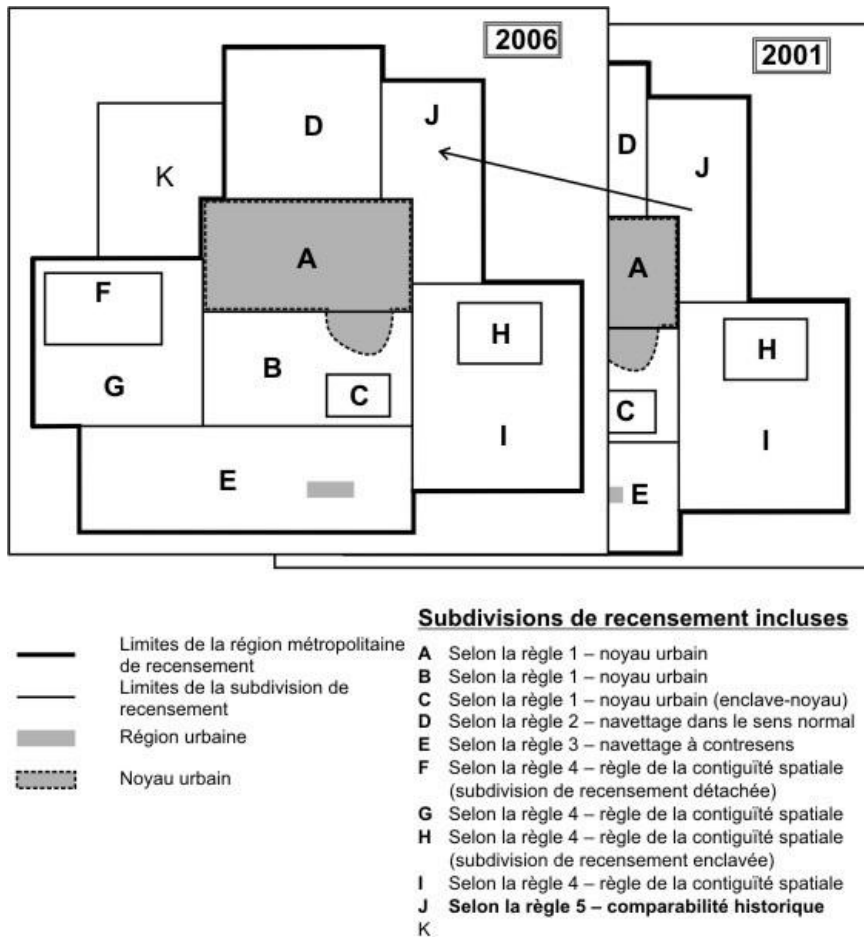 2006
2001
D
J
K
A
F
H
B
G
C
I
E
D
J
A
H
C
I
E
Limites de la région métropolitaine
de recensement
Limites de la subdivision de
recensement
Région urbaine
Noyau urbain
Subdivisions de recensement incluses
A Selon la règle 1 – noyau urbain
B Selon la règle 1 – noyau urbain
C Selon la règle 1 – noyau urbain (enclave-noyau)
D Selon la règle 2 – navettage dans le sens normal
E Selon la règle 3 – navettage à contresens
F Selon la règle 4 – règle de la contiguïté spatiale
(subdivision de recensement détachée)
G Selon la règle 4 – règle de la contiguïté spatiale
H Selon la règle 4 – règle de la contiguïté spatiale
(subdivision de recensement enclavée)
I Selon la règle 4 – règle de la contiguïté spatiale
J Selon la règle 5 – comparabilité historique
K